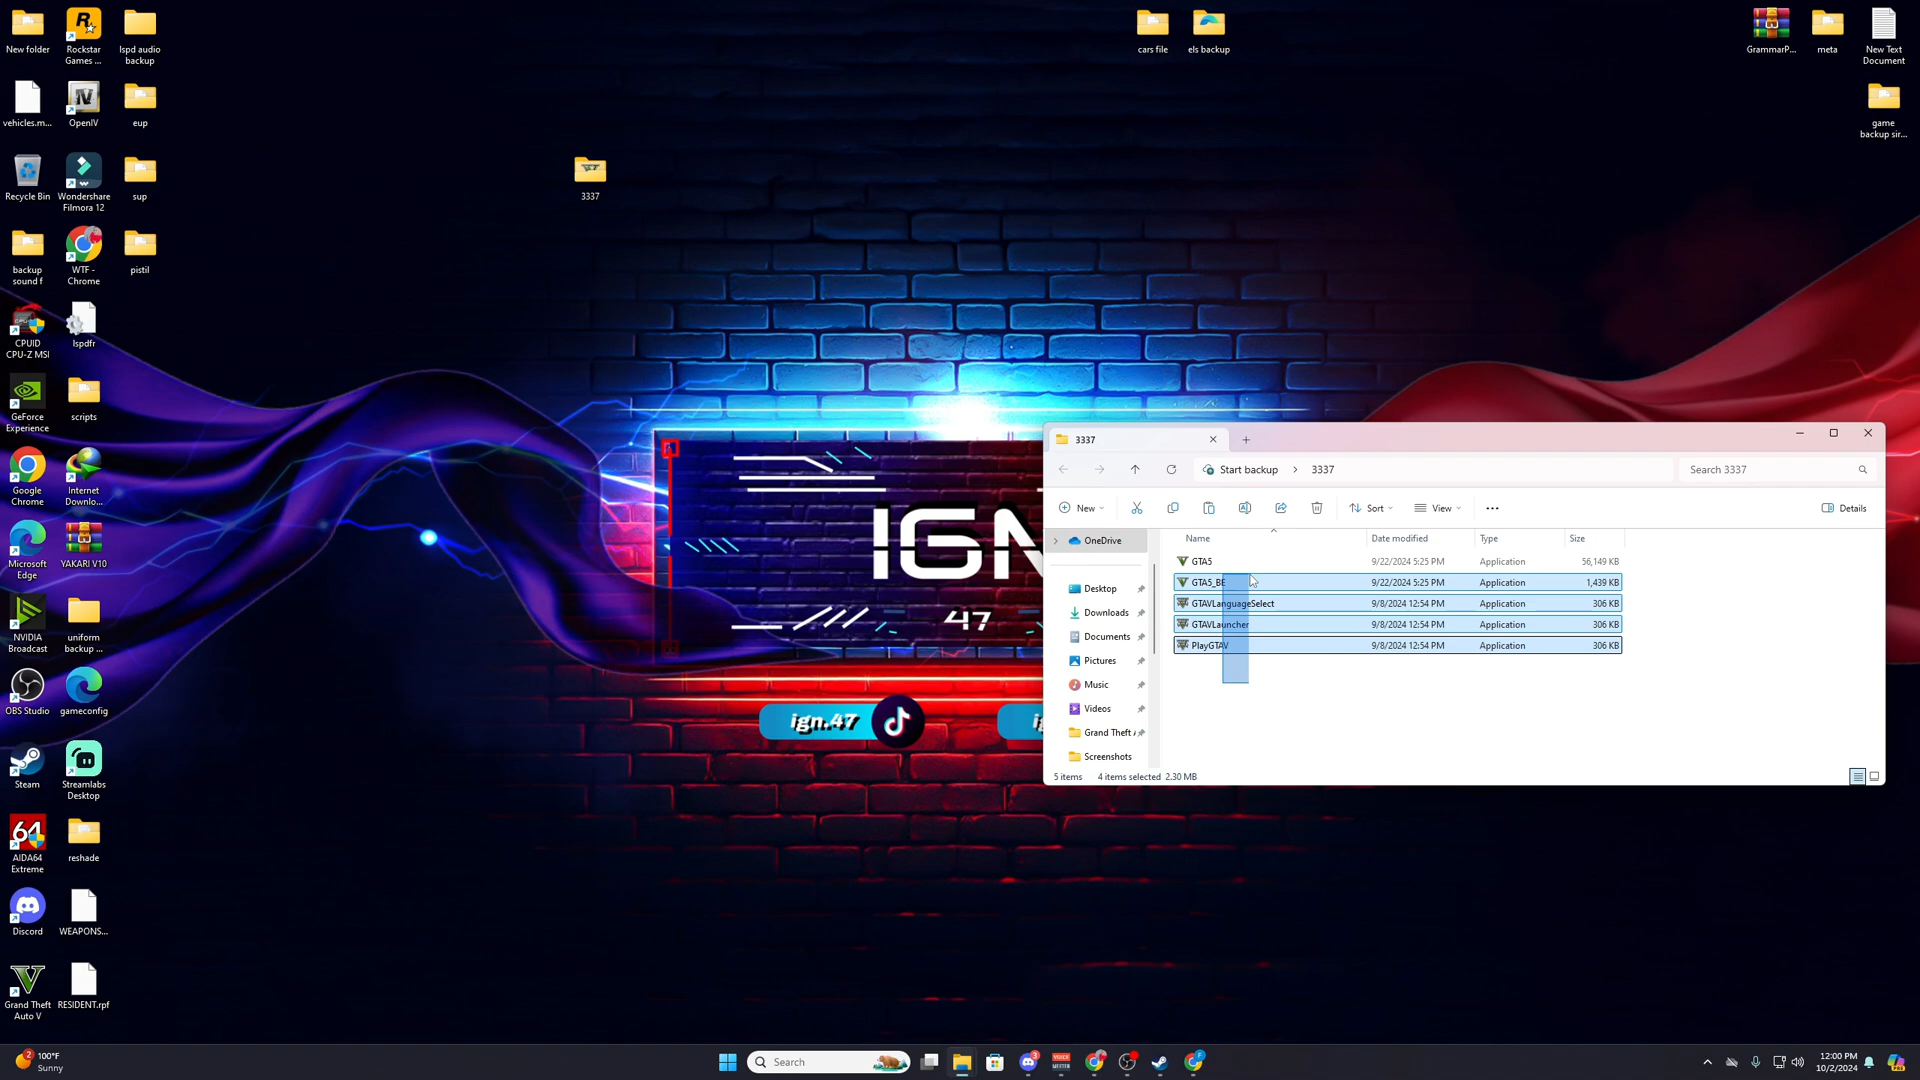 New folder
Rockstar
Games ...
lspd audio
backup
cars file
els backup
GrammarP...
meta
New Text
Document
vehicles.m...
OpenIV
eup
game
backup sir...
3337
Recycle Bin
Wondershare
Filmora 12
sup
backup
sound f
WTF -
Chrome
pistil
CPUID
CPU-Z MSI
lspdfr
GeForce
Experience
scripts
Google
Chrome
Internet
Downlo...
Microsoft
Edge
YAKARI V10
NVIDIA
Broadcast
uniform
backup ...
OBS Studio
gameconfig
Steam
Streamlabs
Desktop
64
AIDA64
Extreme
reshade
Discord
WEAPONS...
Grand Theft
Auto V
RESIDENT.rpf
IGN
47
ign.47
3337
Start backup > 3337
Search 3337
New
Sort
View
Details
OneDrive
Desktop
Downloads
Documents
Pictures
Music
Videos
Grand Theft A
Screenshots
Name Date modified Type Size
GTA5 9/22/2024 5:25 PM Application 56,149 KB
GTA5_BE 9/22/2024 5:25 PM Application 1,439 KB
GTAVLanguageSelect 9/8/2024 12:54 PM Application 306 KB
GTAVLauncher 9/8/2024 12:54 PM Application 306 KB
PlayGTAV 9/8/2024 12:54 PM Application 306 KB
5 items 4 items selected 2.30 MB
2
100°F
Sunny
Search
12:00 PM
10/2/2024